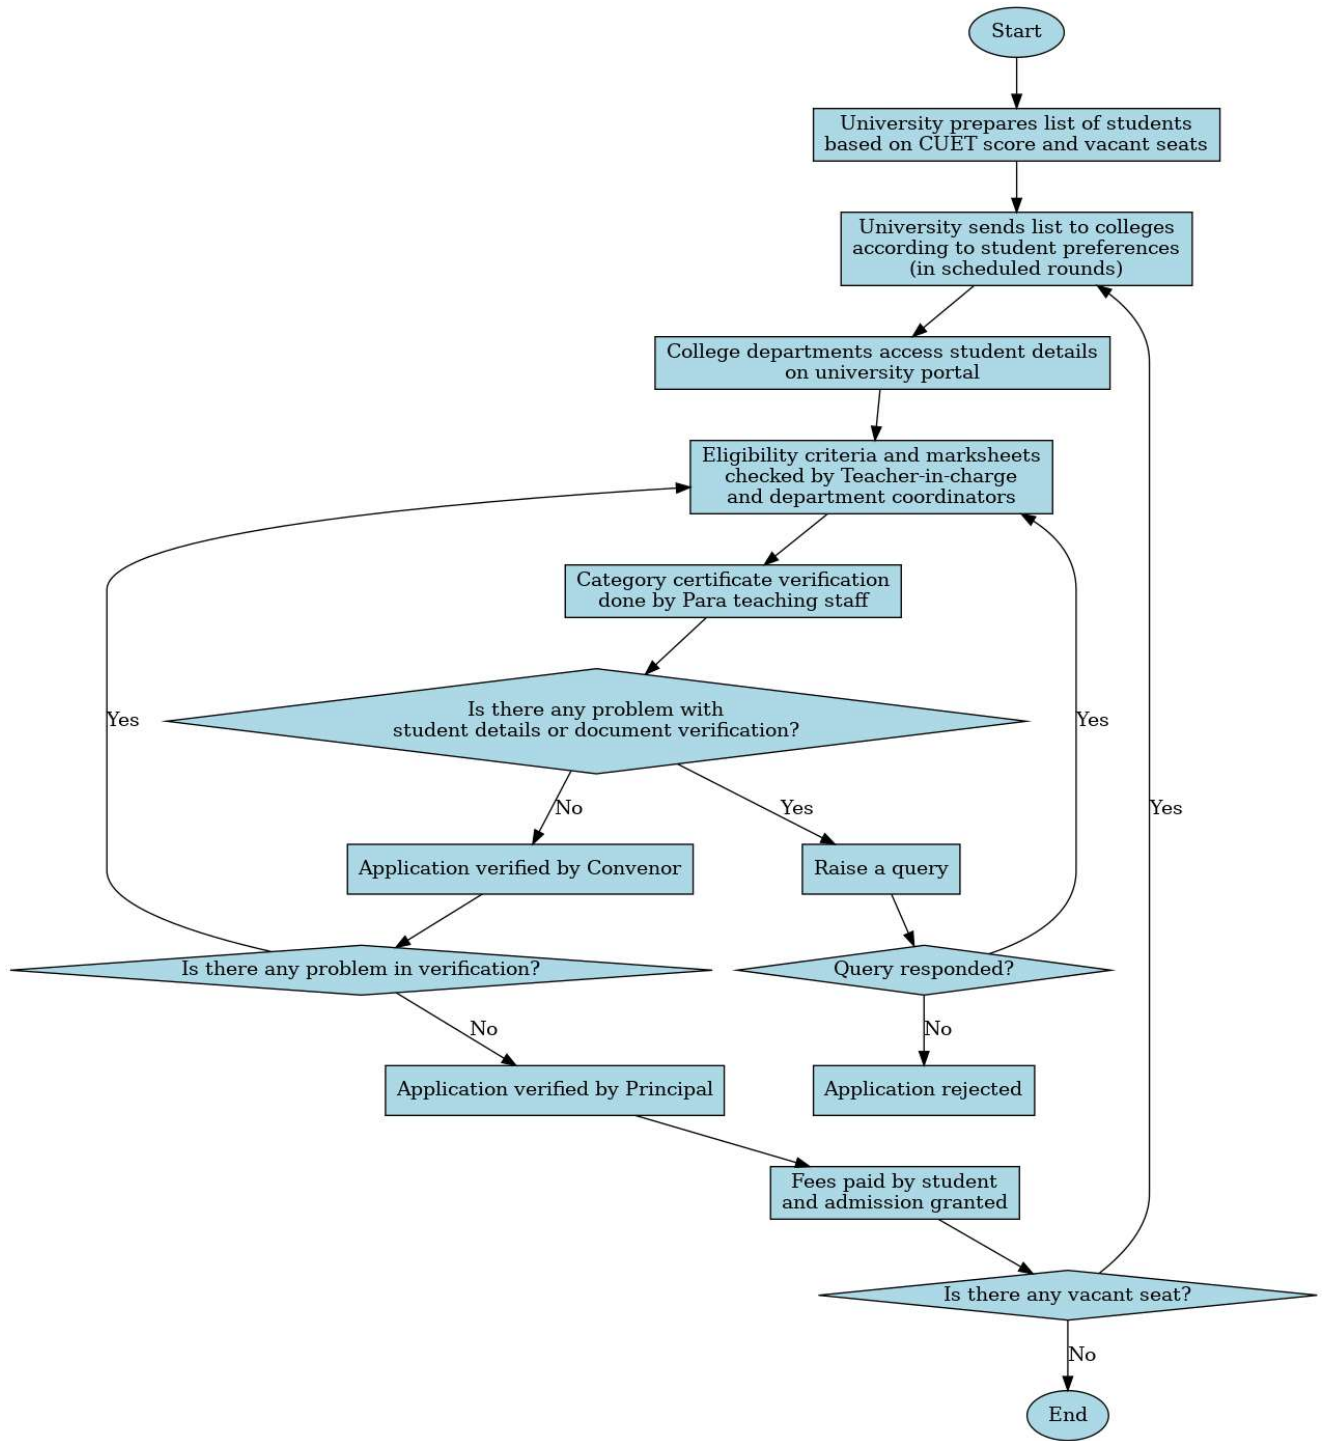 Start
University prepares list of students
based on CUET score and vacant seats
University sends list to colleges
according to student preferences
(in scheduled rounds)
College departments access student details
on university portal
Eligibility criteria and marksheets
checked by Teacher-in-charge
and department coordinators
Category certificate verification
done by Para teaching staff
Is there any problem with
student details or document verification?
Yes
Yes
No
Yes
Yes
Application verified by Convenor
Raise a query
Is there any problem in verification?
Query responded?
No
No
Application verified by Principal
Application rejected
Fees paid by student
and admission granted
Is there any vacant seat?
No
End